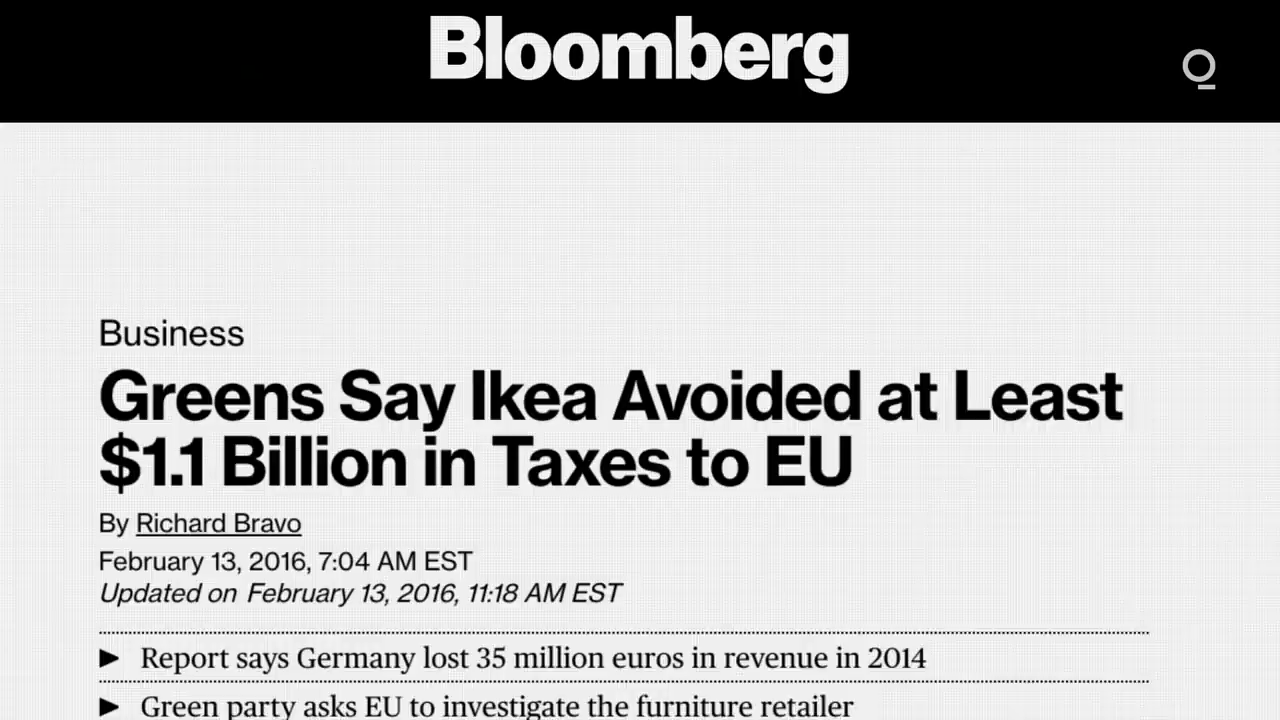 Bloomberg
Business
Greens Say Ikea Avoided at Least
$1.1 Billion in Taxes to EU
By Richard Bravo
February 13, 2016, 7:04 AM EST
Updated on February 13, 2016, 11:18 AM EST
► Report says Germany lost 35 million euros in revenue in 2014
► Green party asks EU to investigate the furniture retailer